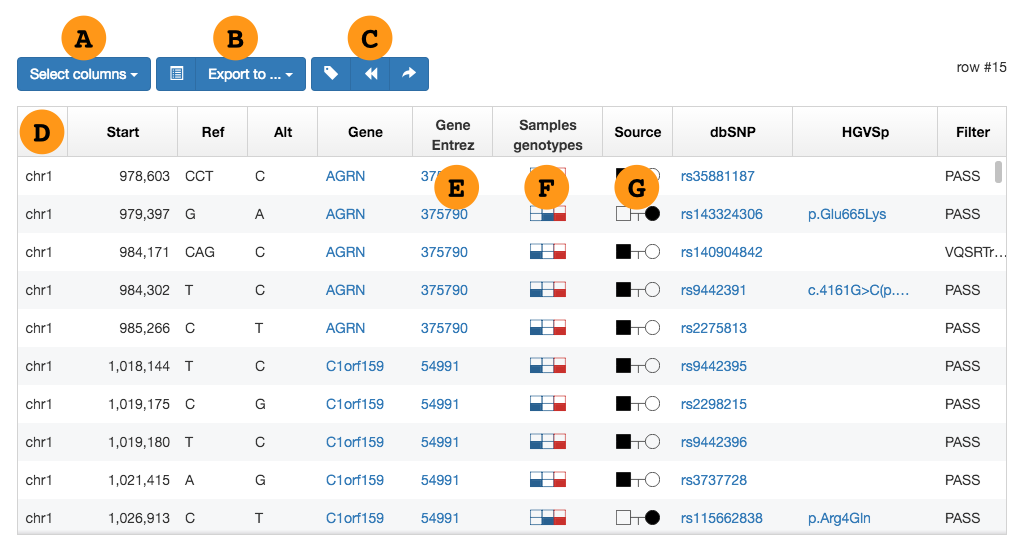 A B C
Select columns Export to ... row #15
D Start Ref Alt Gene Gene Entrez Samples genotypes Source dbSNP HGVSp Filter
chr1 978,603 CCT C AGRN 37 rs35881187 PASS
E F G
chr1 979,397 G A AGRN 375790 rs143324306 p.Glu665Lys PASS
chr1 984,171 CAG C AGRN 375790 rs140904842 VQSRTr...
chr1 984,302 T C AGRN 375790 rs9442391 c.4161G>C(p.... PASS
chr1 985,266 C T AGRN 375790 rs2275813 PASS
chr1 1,018,144 T C C1orf159 54991 rs9442395 PASS
chr1 1,019,175 C G C1orf159 54991 rs2298215 PASS
chr1 1,019,180 T C C1orf159 54991 rs9442396 PASS
chr1 1,021,415 A G C1orf159 54991 rs3737728 PASS
chr1 1,026,913 C T C1orf159 54991 rs115662838 p.Arg4Gln PASS